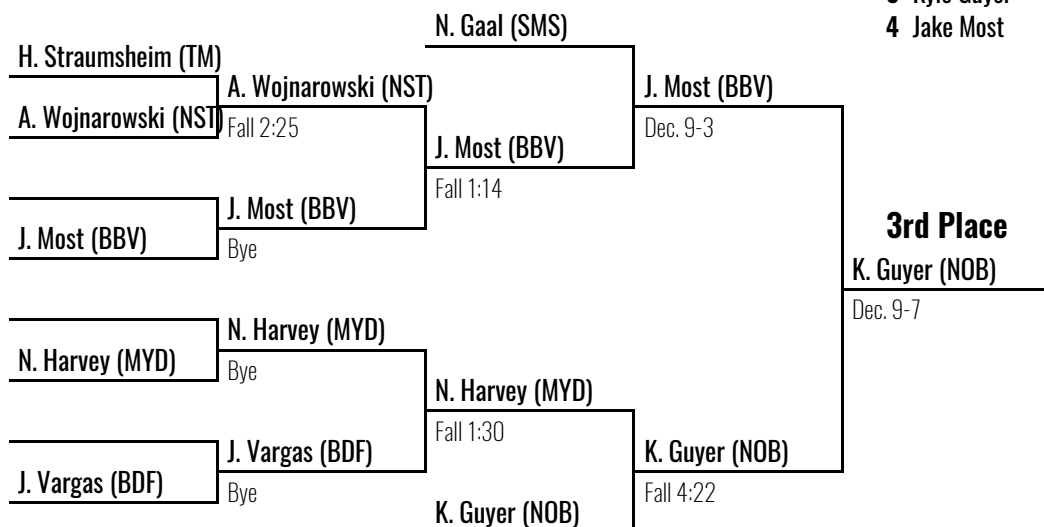 3 Kyle Guyer
4 Jake Most
N. Gaal (SMS)
H. Straumsheim (TM)
A. Wojnarowski (NST)
J. Most (BBV)
A. Wojnarowski (NST)
Fall 2:25
Dec. 9-3
J. Most (BBV)
Fall 1:14
J. Most (BBV)
J. Most (BBV)
Bye
3rd Place
K. Guyer (NOB)
Dec. 9-7
N. Harvey (MYD)
N. Harvey (MYD)
Bye
N. Harvey (MYD)
Fall 1:30
J. Vargas (BDF)
K. Guyer (NOB)
J. Vargas (BDF)
Bye
Fall 4:22
K. Guyer (NOB)